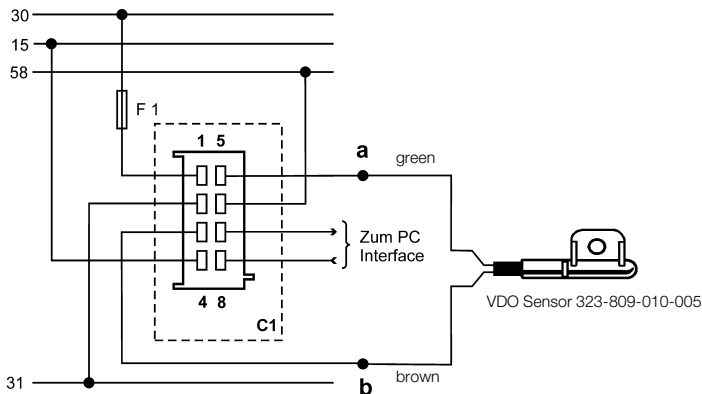 30
15
58
F 1
1 5
a
green
Zum PC
Interface
VDO Sensor 323-809-010-005
4 8
C1
31
b
brown